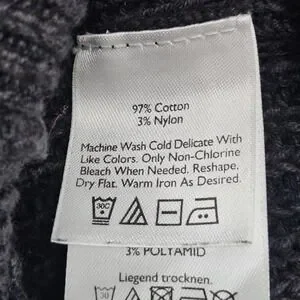 97% Cotton
3% Nylon
Machine Wash Cold Delicate With
Like Colors. Only Non-Chlorine
Bleach When Needed. Reshape.
Dry Flat. Warm Iron As Desired.
30C
3% POLYAMID
Liegend trocknen.
30